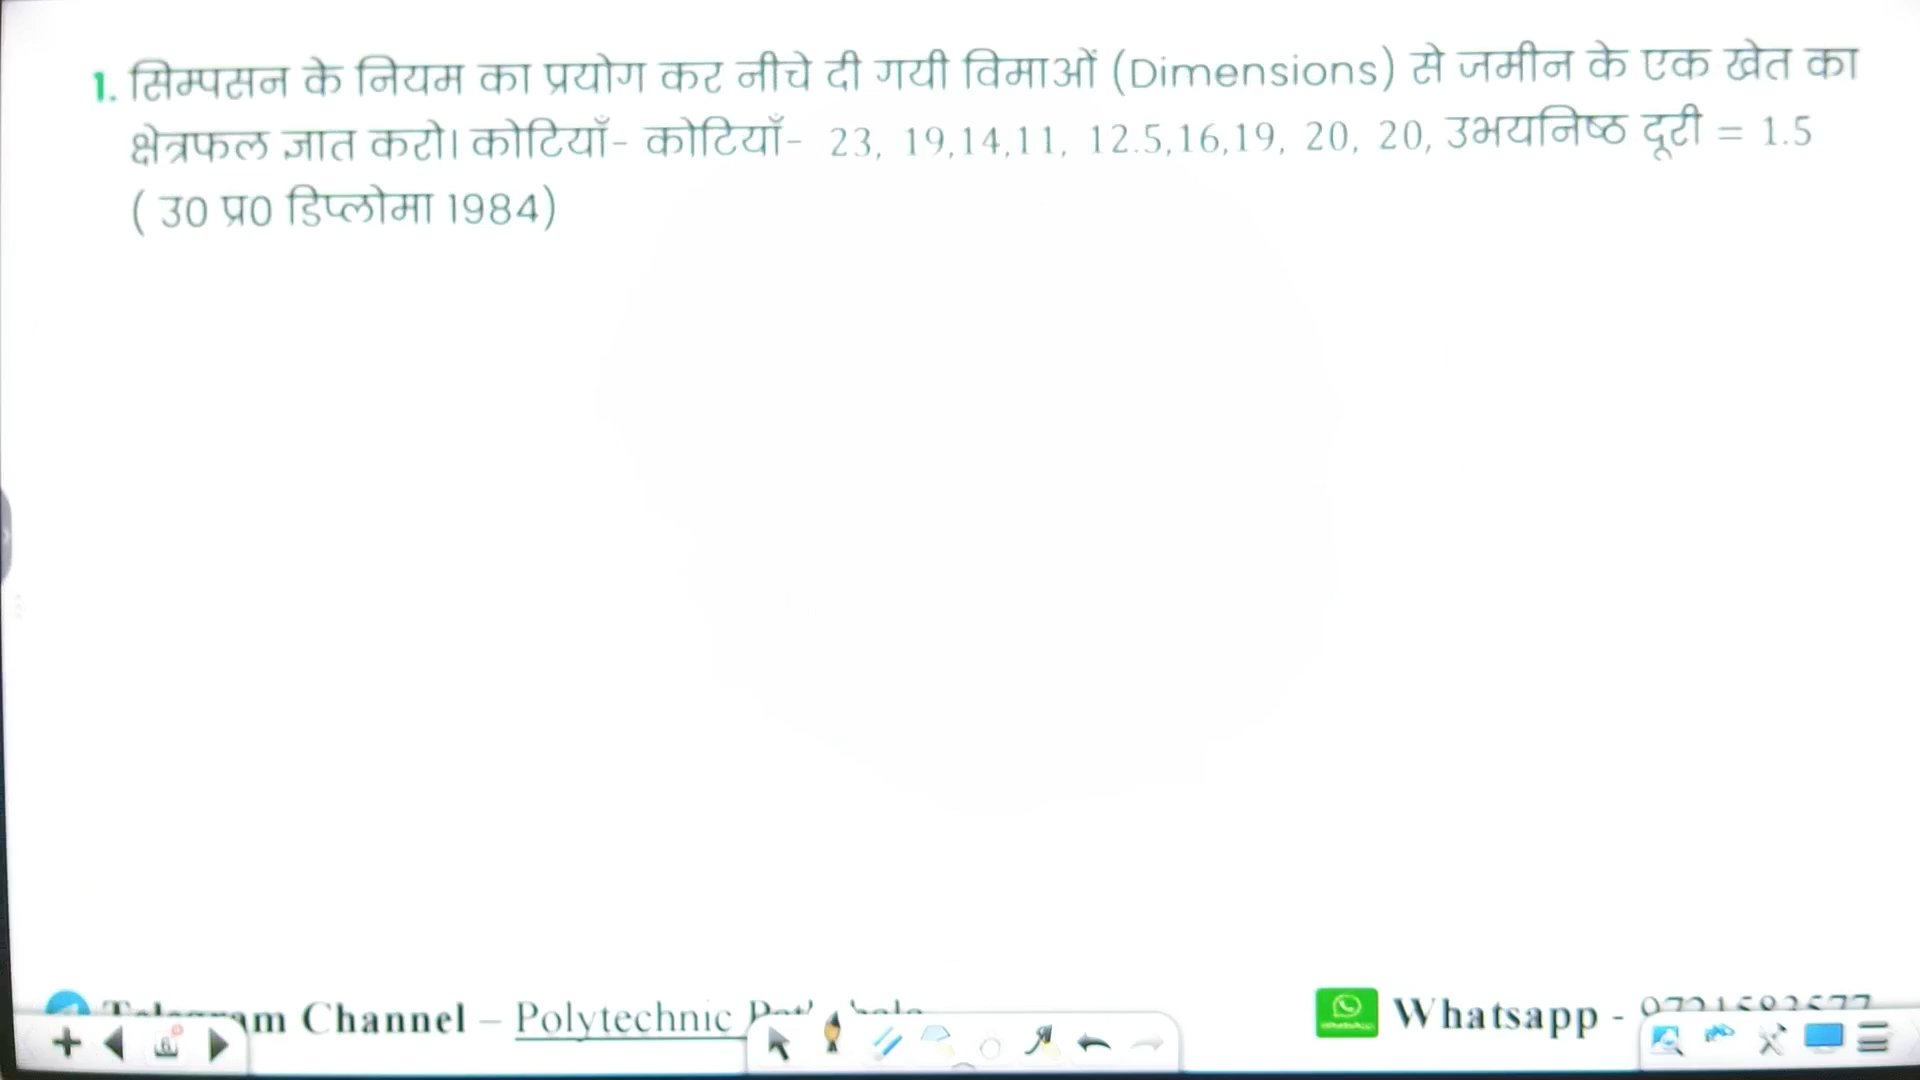 1. सिम्पसन के नियम का प्रयोग कर नीचे दी गयी विमाओं (Dimensions) से जमीन के एक खेत का
क्षेत्रफल ज्ञात करो। कोटियाँ- कोटियाँ- 23, 19,14,11, 12.5,16,19, 20, 20, उभयनिष्ठ दूरी = 1.5
( उ0 प्र0 डिप्लोमा 1984)
Channel – Polytechnic
Whatsapp -